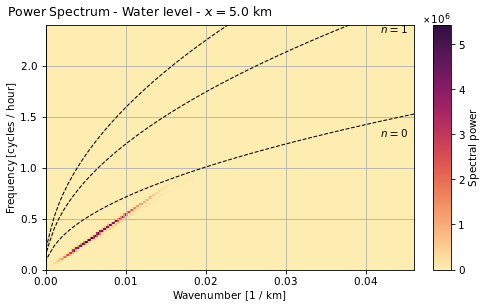 Power Spectrum - Water level - x = 5.0 km
×10⁶
n = 1
n = 0
Frequency [cycles / hour]
2.0
1.5
1.0
0.5
0.0
0.00
0.01
0.02
0.03
0.04
Wavenumber [1 / km]
5
4
3
2
1
0
Spectral power